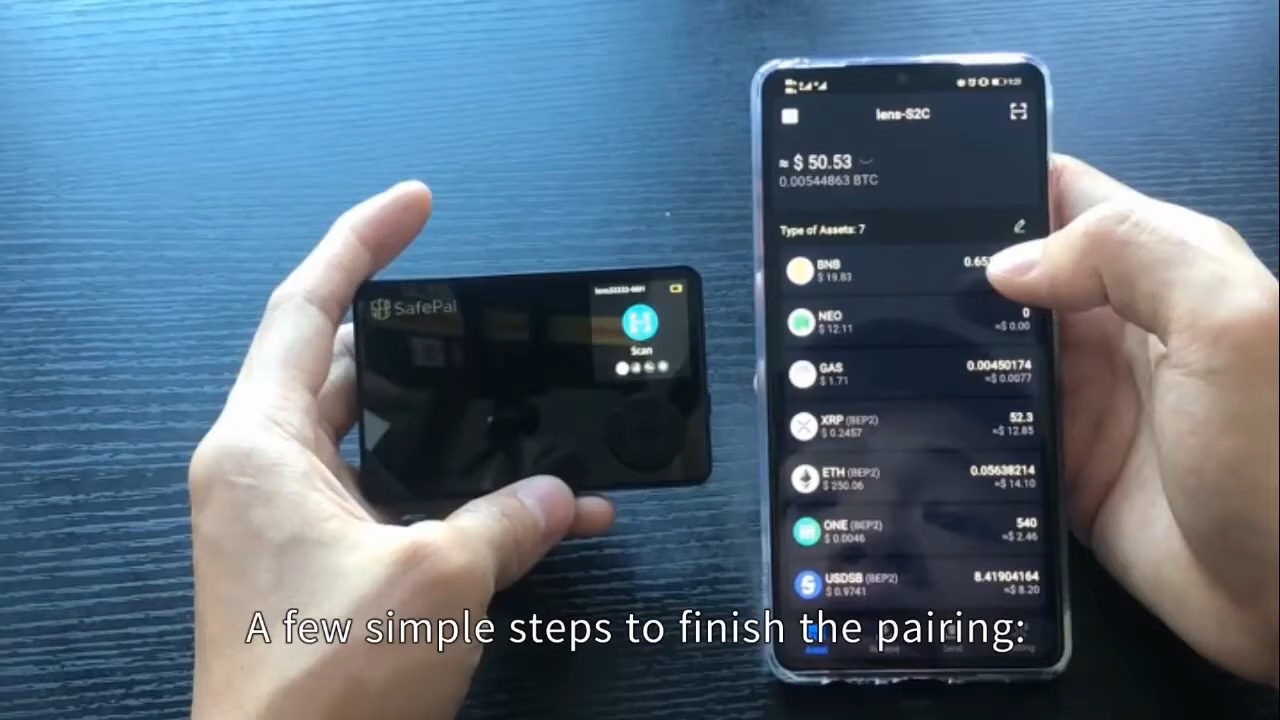 lens-S2C
≈ $ 50.53
0.00544863 BTC
Type of Assets: 7
BNB
$ 19.83
NEO 0
$ 12.11 ≈$ 0.00
GAS 0.00450174
$ 1.71 ≈$ 0.0077
XRP (BEP2) 52.3
$ 0.2457 ≈$ 12.85
ETH (BEP2) 0.05638214
$ 250.06 ≈$ 14.10
ONE (BEP2) 540
$ 0.0046 ≈$ 2.46
USDSB (BEP2) 8.41904164
$ 0.9741 ≈$ 8.20
Asset
Send
SafePal
Scan
A few simple steps to finish the pairing: